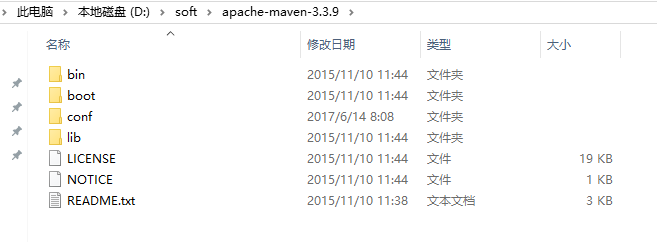 此电脑 > 本地磁盘 (D:) > soft > apache-maven-3.3.9 >
名称 修改日期 类型 大小
bin 2015/11/10 11:44 文件夹
boot 2015/11/10 11:44 文件夹
conf 2017/6/14 8:08 文件夹
lib 2015/11/10 11:44 文件夹
LICENSE 2015/11/10 11:44 文件 19 KB
NOTICE 2015/11/10 11:44 文件 1 KB
README.txt 2015/11/10 11:38 文本文档 3 KB